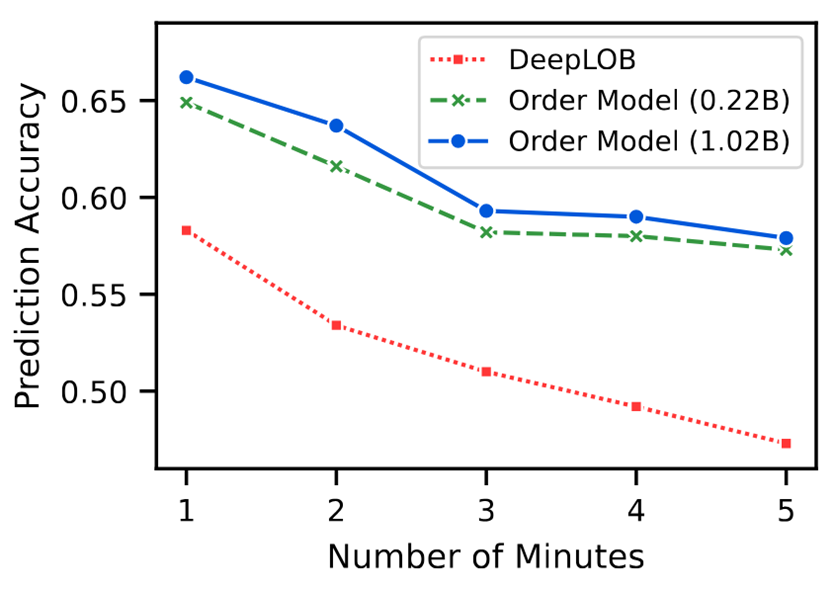 Prediction Accuracy
0.65
0.60
0.55
0.50
DeepLOB
Order Model (0.22B)
Order Model (1.02B)
1 2 3 4 5
Number of Minutes